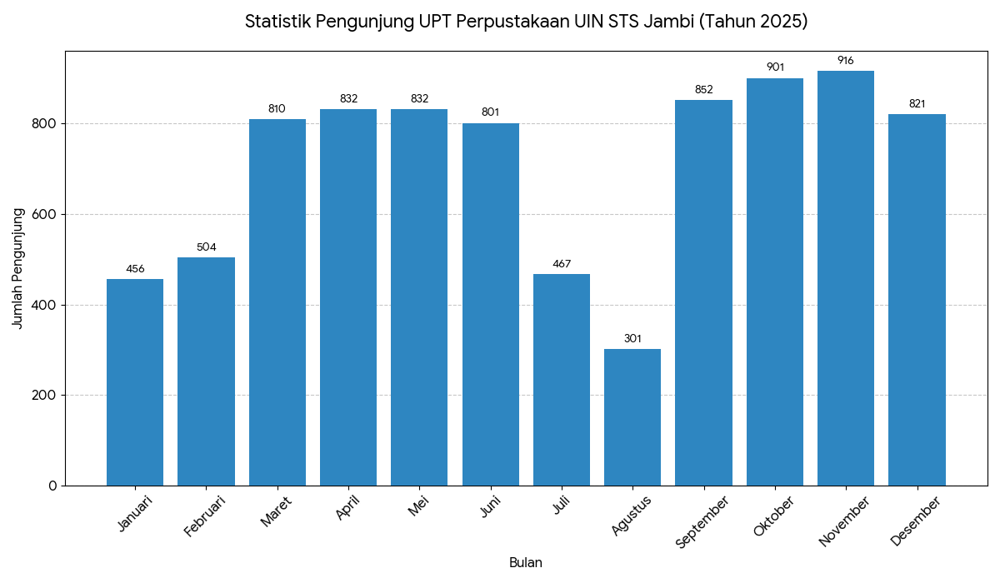 Statistik Pengunjung UPT Perpustakaan UIN STS Jambi (Tahun 2025)
Jumlah Pengunjung
800
600
400
200
0
456
504
810
832
832
801
467
301
852
901
916
821
Januari
Februari
Maret
April
Mei
Juni
Juli
Agustus
September
Oktober
November
Desember
Bulan